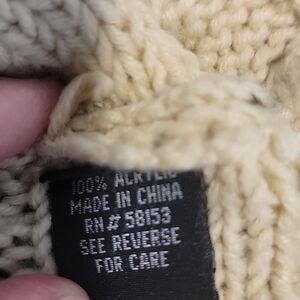 100% ACRYLIC
MADE IN CHINA
RN# 58153
SEE REVERSE
FOR CARE